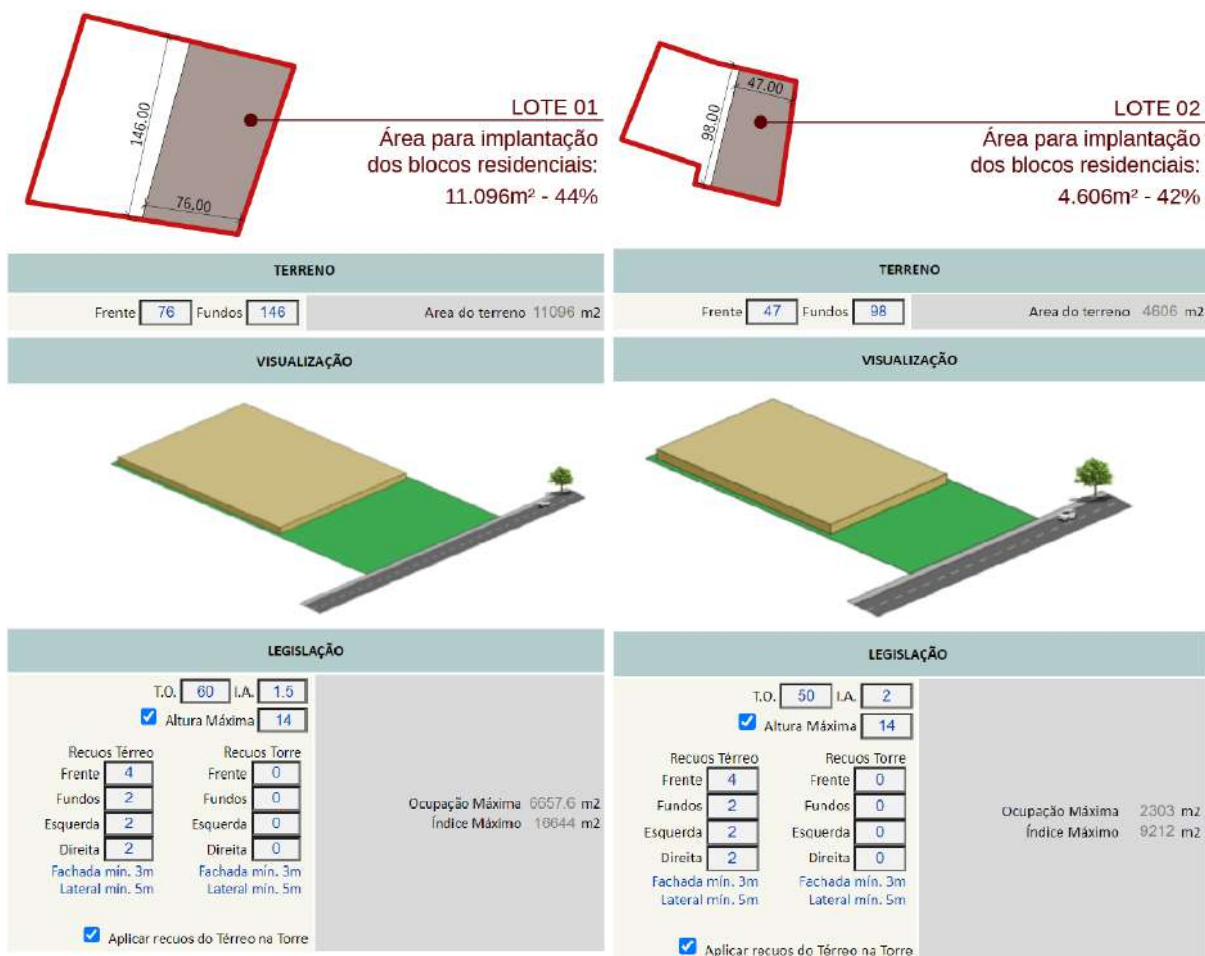 146.00
76.00
LOTE 01
Área para implantação
dos blocos residenciais:
11.096m² - 44%
TERRENO
Frente 76 Fundos 146 Area do terreno 11096 m2
VISUALIZAÇÃO
LEGISLAÇÃO
T.O. 60 I.A. 1.5
Altura Máxima 14
Recuos Térreo Recuos Torre
Frente 4 Frente 0
Fundos 2 Fundos 0
Esquerda 2 Esquerda 0
Direita 2 Direita 0
Fachada mín. 3m Fachada mín. 3m
Lateral mín. 5m Lateral mín. 5m
Aplicar recuos do Térreo na Torre
Ocupação Máxima 6657.6 m2
Índice Máximo 16644 m2
47.00
98.00
LOTE 02
Área para implantação
dos blocos residenciais:
4.606m² - 42%
TERRENO
Frente 47 Fundos 98 Area do terreno 4606 m2
VISUALIZAÇÃO
LEGISLAÇÃO
T.O. 50 I.A. 2
Altura Máxima 14
Recuos Térreo Recuos Torre
Frente 4 Frente 0
Fundos 2 Fundos 0
Esquerda 2 Esquerda 0
Direita 2 Direita 0
Fachada mín. 3m Fachada mín. 3m
Lateral mín. 5m Lateral mín. 5m
Aplicar recuos do Térreo na Torre
Ocupação Máxima 2303 m2
Índice Máximo 9212 m2